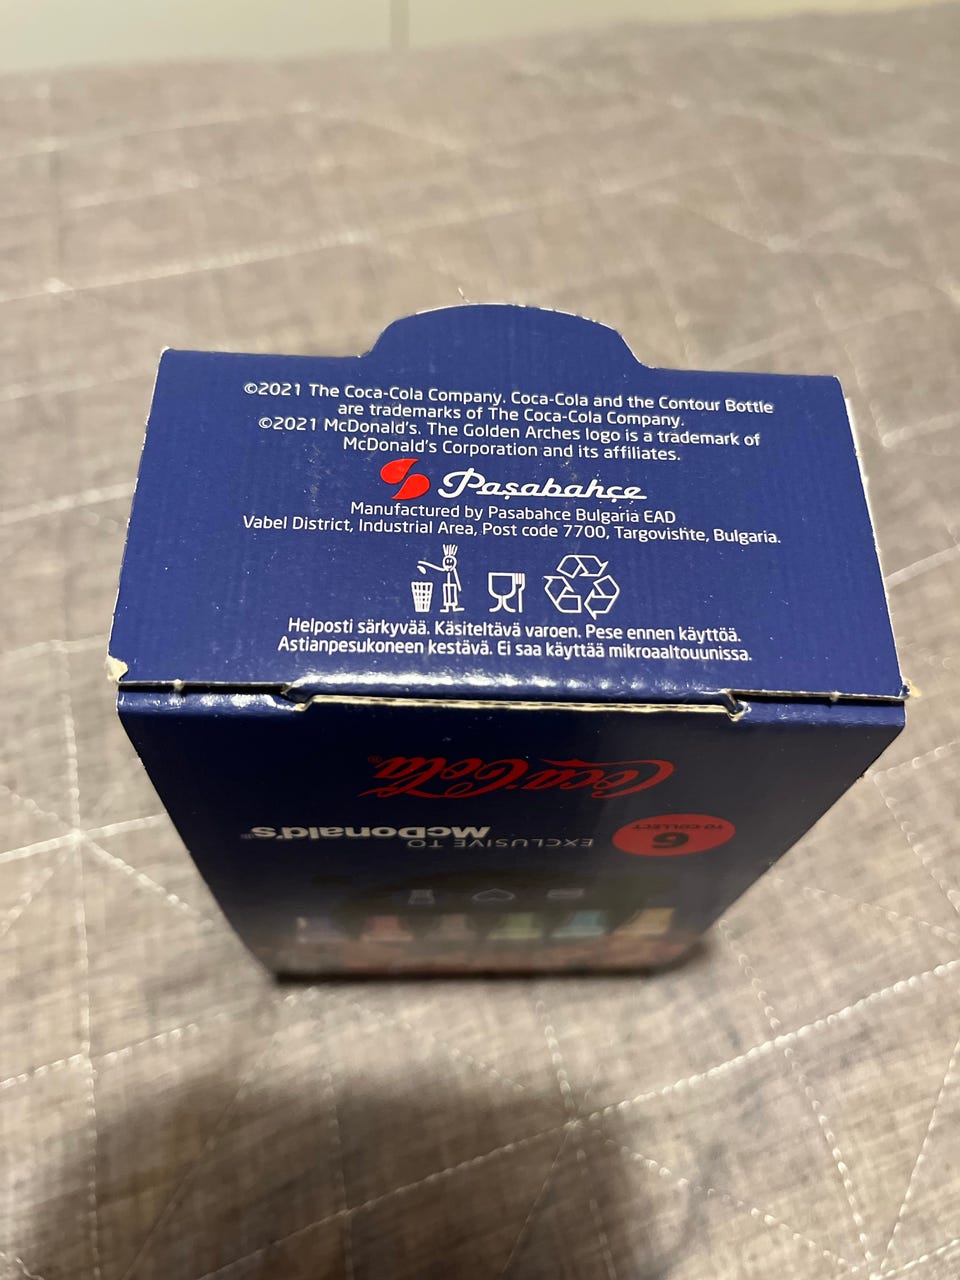 ©2021 The Coca-Cola Company. Coca-Cola and the Contour Bottle
are trademarks of The Coca-Cola Company.
©2021 McDonald's. The Golden Arches logo is a trademark of
McDonald's Corporation and its affiliates.
Paşabahçe
Manufactured by Pasabahce Bulgaria EAD
Vabel District, Industrial Area, Post code 7700, Targovishte, Bulgaria.
Helposti särkyvää. Käsiteltävä varoen. Pese ennen käyttöä.
Astianpesukoneen kestävä. Ei saa käyttää mikroaaltouunissa.
Coca-Cola®
6
TO COLLECT
EXCLUSIVE TO
McDonald's®